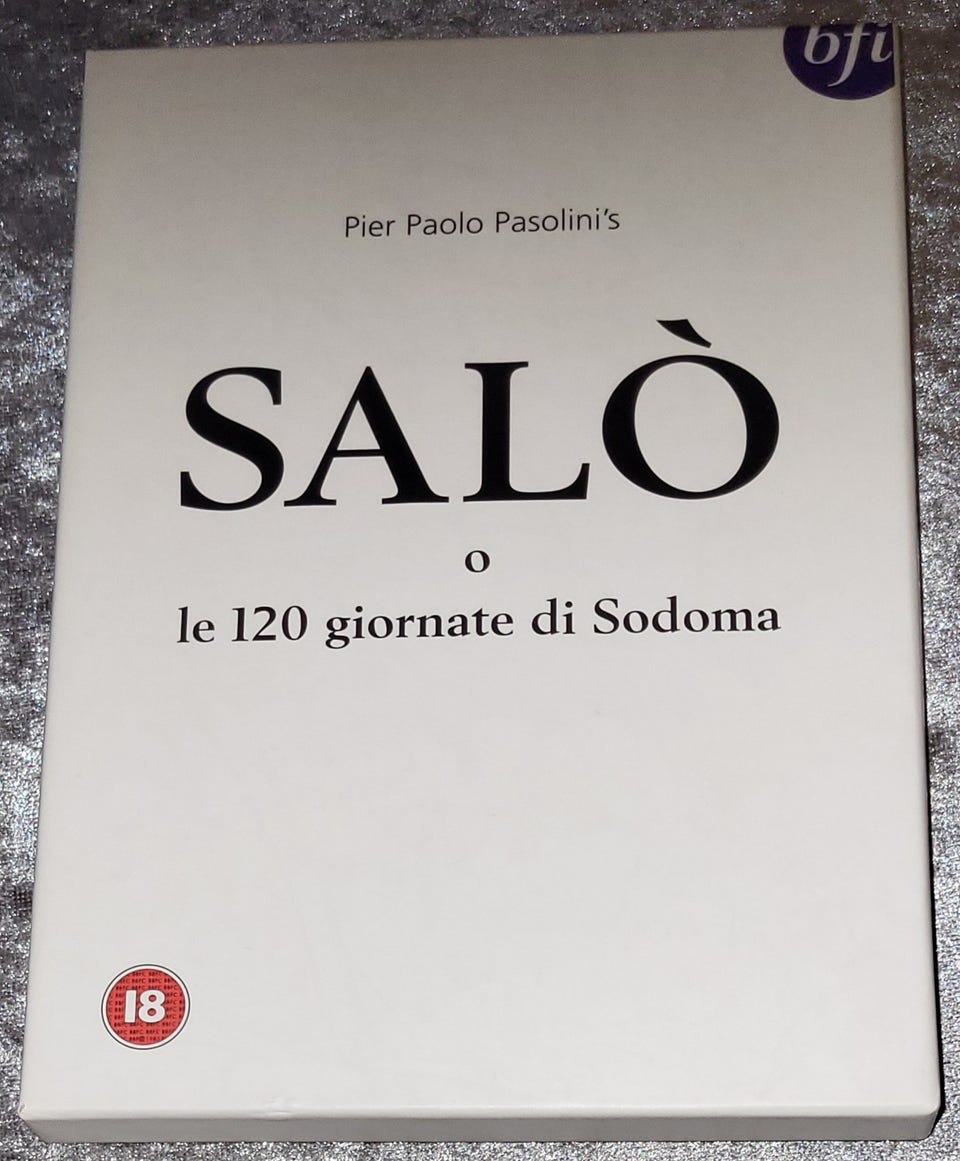 bfi
Pier Paolo Pasolini's
SALÒ
o
le 120 giornate di Sodoma
18